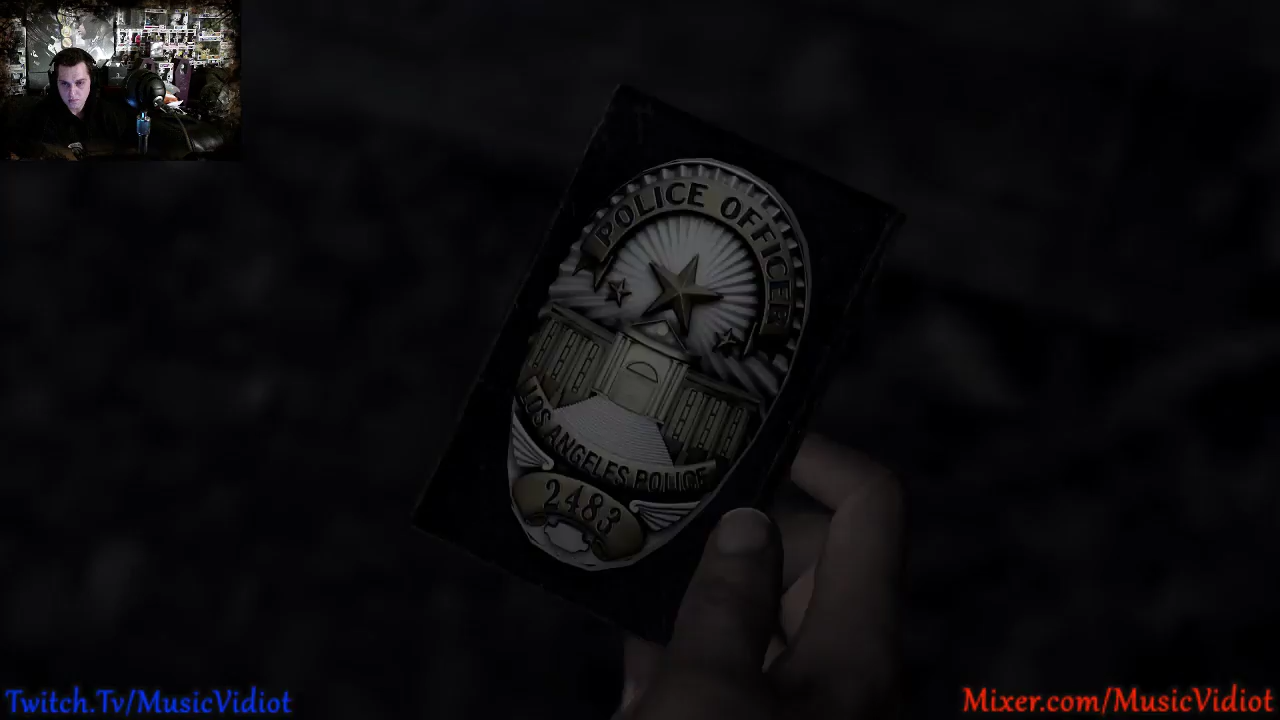 POLICE OFFICER
LOS ANGELES POLICE
2483
Twitch.Tv/MusicVidiot
Mixer.com/MusicVidiot